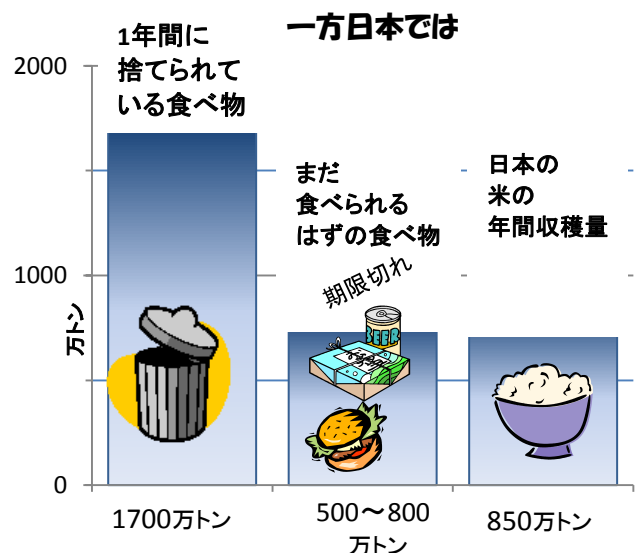 一方日本では
1年間に
捨てられて
いる食べ物
まだ
食べられる
はずの食べ物
期限切れ
日本の
米の
年間収穫量
2000
1000
0
万トン
BEER
1700万トン
500～800
万トン
850万トン